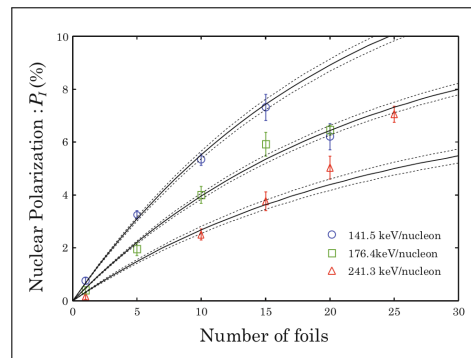 Nuclear Polarization : P_I (%)
10
8
6
4
2
0
0
5
10
15
20
25
30
Number of foils
141.5 keV/nucleon
176.4keV/nucleon
241.3 keV/nucleon